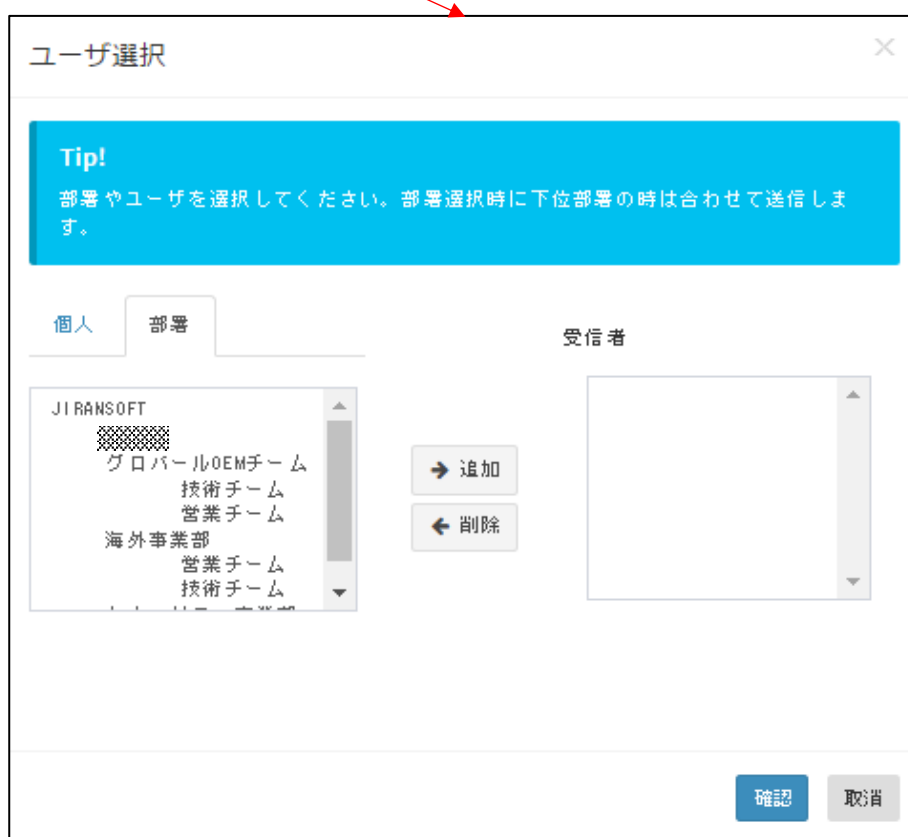 ユーザ選択
Tip!
部署やユーザを選択してください。部署選択時に下位部署の時は合わせて送信しま
す。
個人
部署
受信者
JIRANSOFT
グロバールOEMチーム
技術チーム
営業チーム
海外事業部
営業チーム
技術チーム
追加
削除
確認
取消